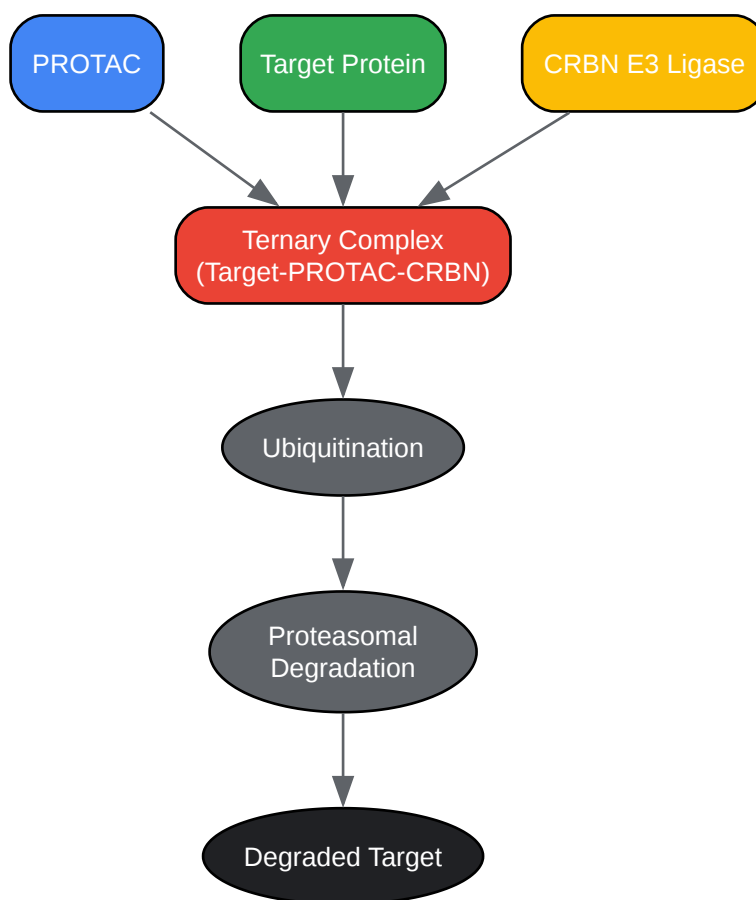 PROTAC
Target Protein
CRBN E3 Ligase
Ternary Complex
(Target-PROTAC-CRBN)
Ubiquitination
Proteasomal
Degradation
Degraded Target